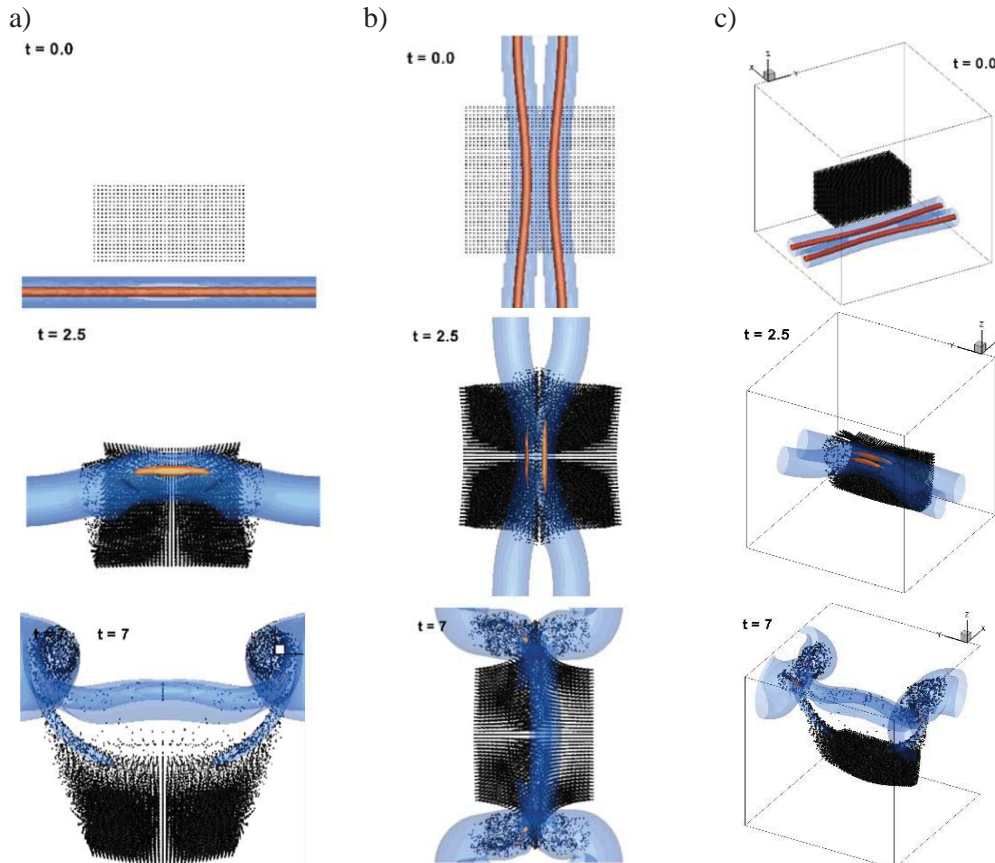 a)
b)
c)
t = 0.0
t = 0.0
t = 0.0
Z
X
Y
t = 2.5
t = 2.5
t = 2.5
Z
Y
t = 7
t = 7
t = 7
Z
Y
X